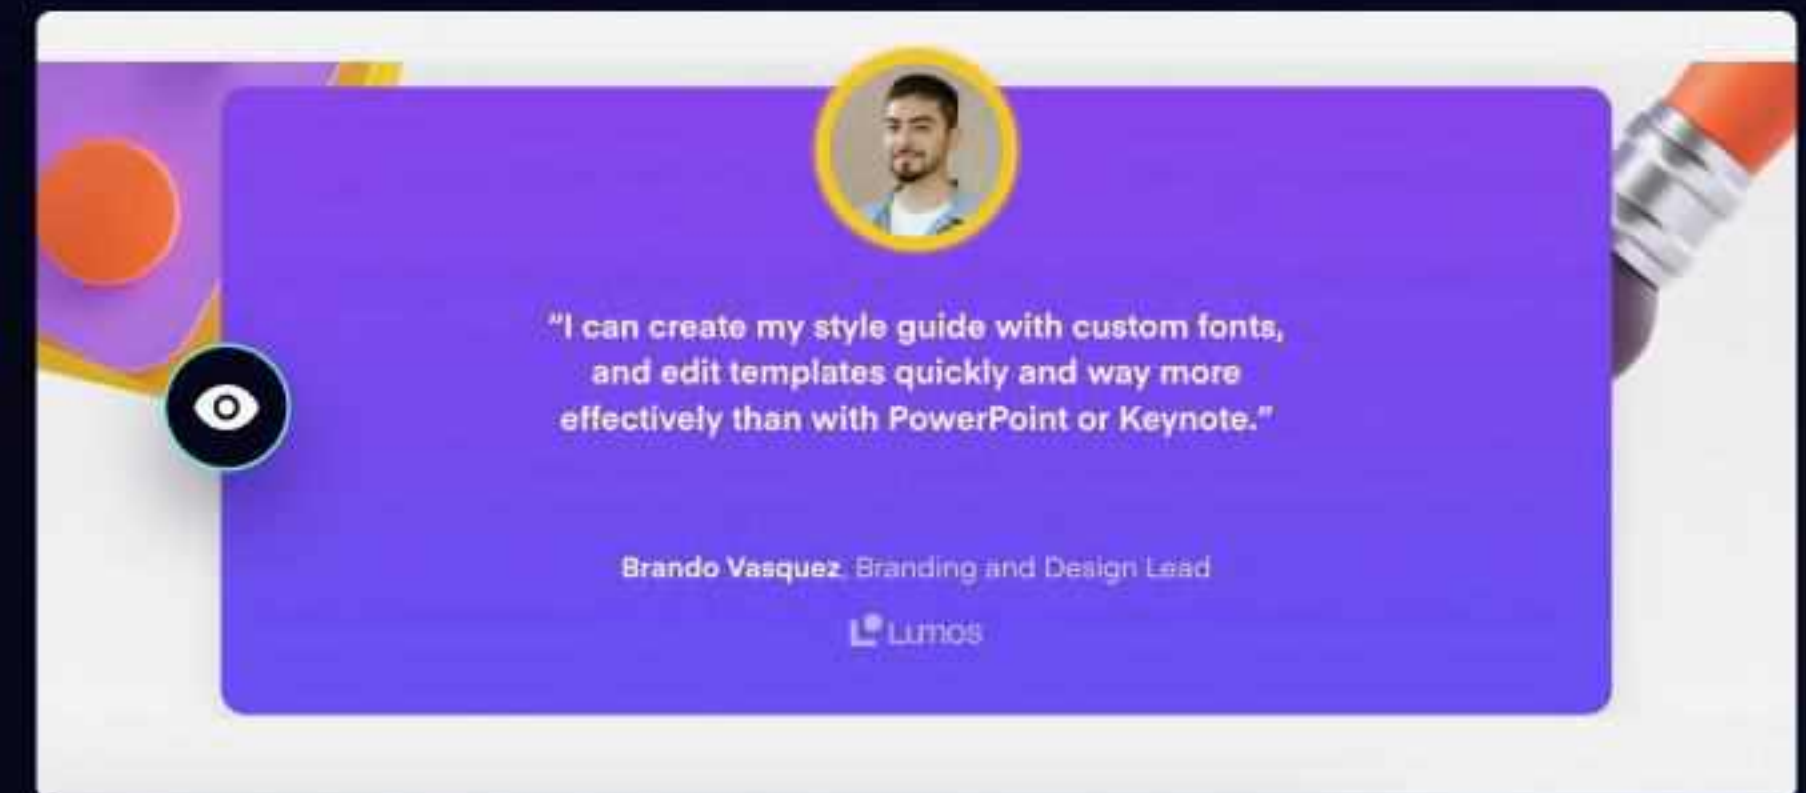 “I can create my style guide with custom fonts,
and edit templates quickly and way more
effectively than with PowerPoint or Keynote.”
Brando Vasquez, Branding and Design Lead
Lumos